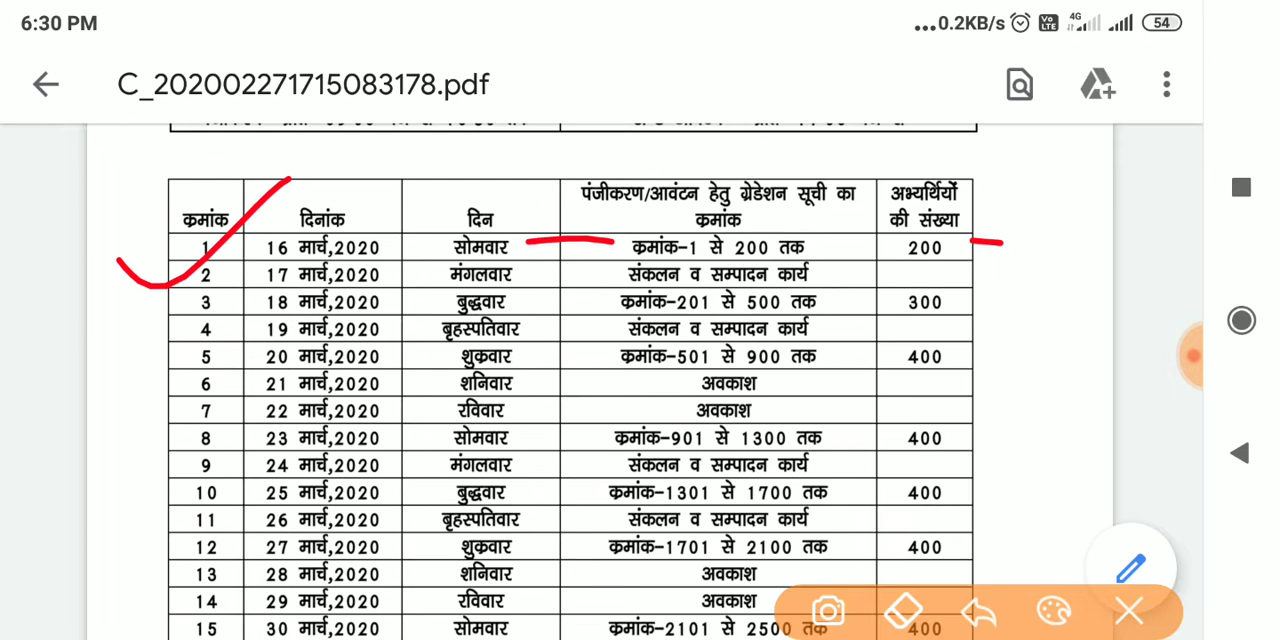 6:30 PM ...0.2KB/s Vo LTE 4G 54
C_202002271715083178.pdf
क्रमांक दिनांक दिन पंजीकरण/आवंटन हेतु ग्रेडेशन सूची का क्रमांक अभ्यर्थियों की संख्या
1 16 मार्च,2020 सोमवार क्रमांक-1 से 200 तक 200
2 17 मार्च,2020 मंगलवार संकलन व सम्पादन कार्य
3 18 मार्च,2020 बुद्धवार क्रमांक-201 से 500 तक 300
4 19 मार्च,2020 बृहस्पतिवार संकलन व सम्पादन कार्य
5 20 मार्च,2020 शुक्रवार क्रमांक-501 से 900 तक 400
6 21 मार्च,2020 शनिवार अवकाश
7 22 मार्च,2020 रविवार अवकाश
8 23 मार्च,2020 सोमवार क्रमांक-901 से 1300 तक 400
9 24 मार्च,2020 मंगलवार संकलन व सम्पादन कार्य
10 25 मार्च,2020 बुद्धवार क्रमांक-1301 से 1700 तक 400
11 26 मार्च,2020 बृहस्पतिवार संकलन व सम्पादन कार्य
12 27 मार्च,2020 शुक्रवार क्रमांक-1701 से 2100 तक 400
13 28 मार्च,2020 शनिवार अवकाश
14 29 मार्च,2020 रविवार अवकाश
15 30 मार्च,2020 सोमवार क्रमांक-2101 से 2500 तक 400